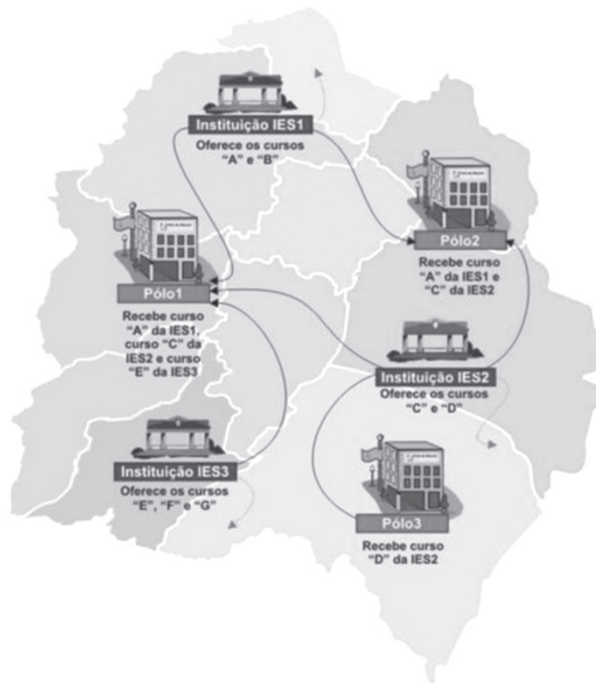 Instituição IES1
Oferece os cursos
"A" e "B"
Pólo2
Recebe curso
"A" da IES1 e
"C" da IES2
Pólo1
Recebe curso
"A" da IES1,
curso "C" da
IES2 e curso
"E" da IES3
Instituição IES2
Oferece os cursos
"C" e "D"
Instituição IES3
Oferece os cursos
"E", "F" e "G"
Pólo3
Recebe curso
"D" da IES2